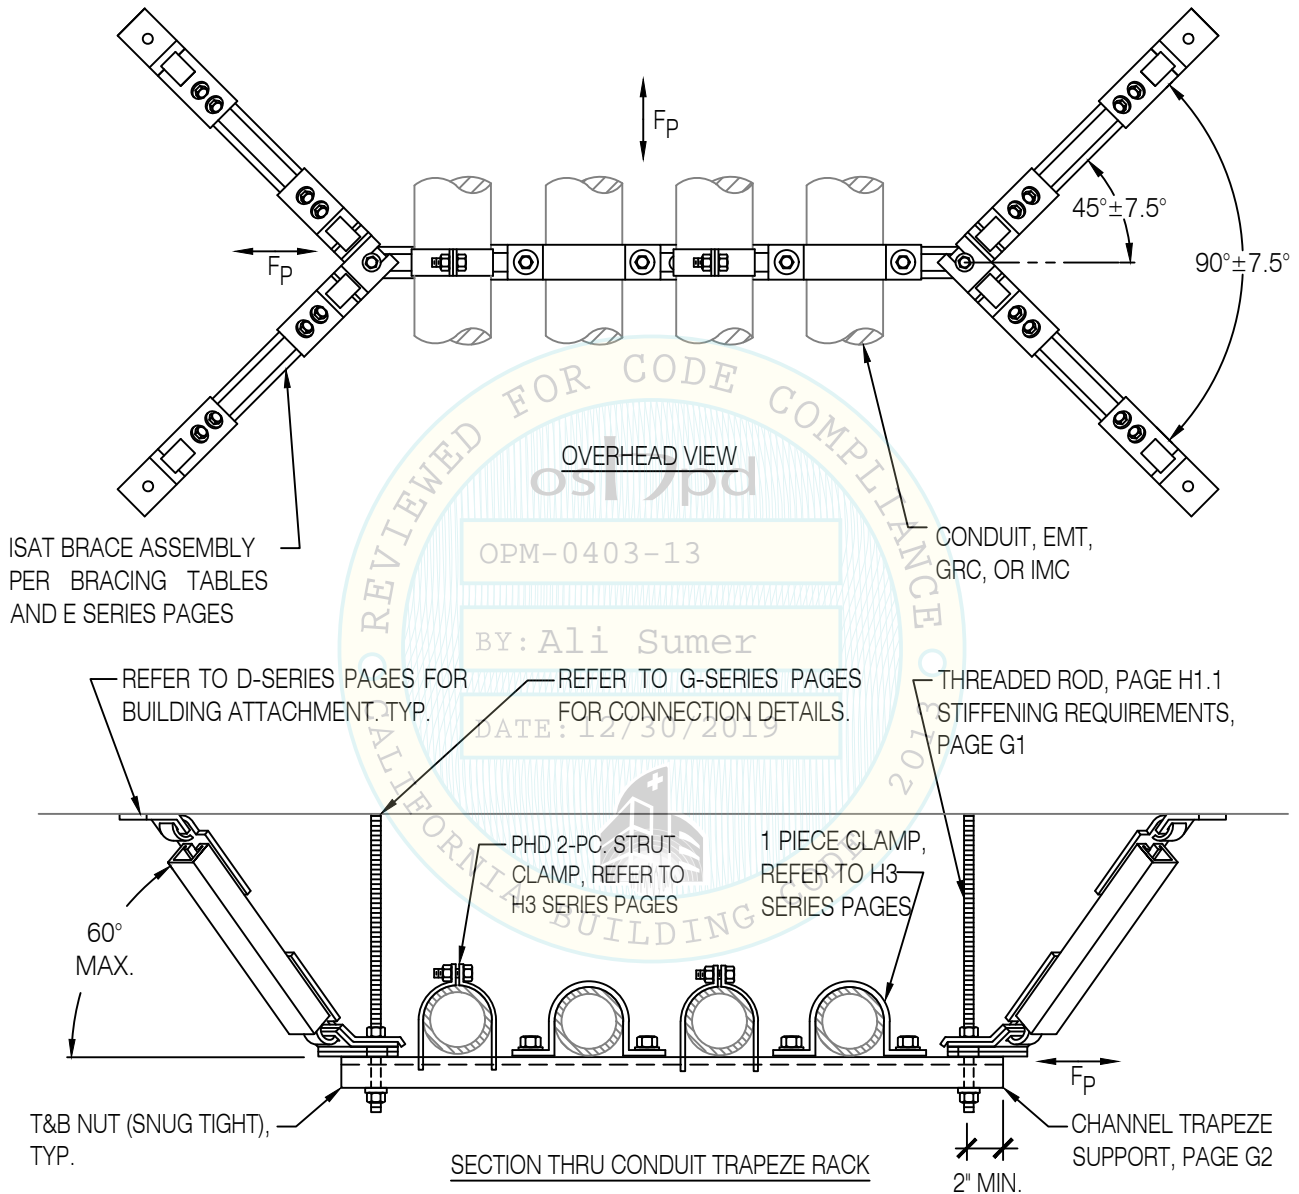 F_P
F_P
45°±7.5°
90°±7.5°
OVERHEAD VIEW
ISAT BRACE ASSEMBLY
PER BRACING TABLES
AND E SERIES PAGES
CONDUIT, EMT,
GRC, OR IMC
REVIEWED FOR CODE COMPLIANCE
CALIFORNIA BUILDING CODE, 2013
OPM-0403-13
BY: Ali Sumer
DATE: 12/30/2019
REFER TO D-SERIES PAGES FOR
BUILDING ATTACHMENT. TYP.
REFER TO G-SERIES PAGES
FOR CONNECTION DETAILS.
THREADED ROD, PAGE H1.1
STIFFENING REQUIREMENTS,
PAGE G1
PHD 2-PC. STRUT
CLAMP, REFER TO
H3 SERIES PAGES
1 PIECE CLAMP,
REFER TO H3
SERIES PAGES
60°
MAX.
F_P
T&B NUT (SNUG TIGHT),
TYP.
CHANNEL TRAPEZE
SUPPORT, PAGE G2
SECTION THRU CONDUIT TRAPEZE RACK
2" MIN.